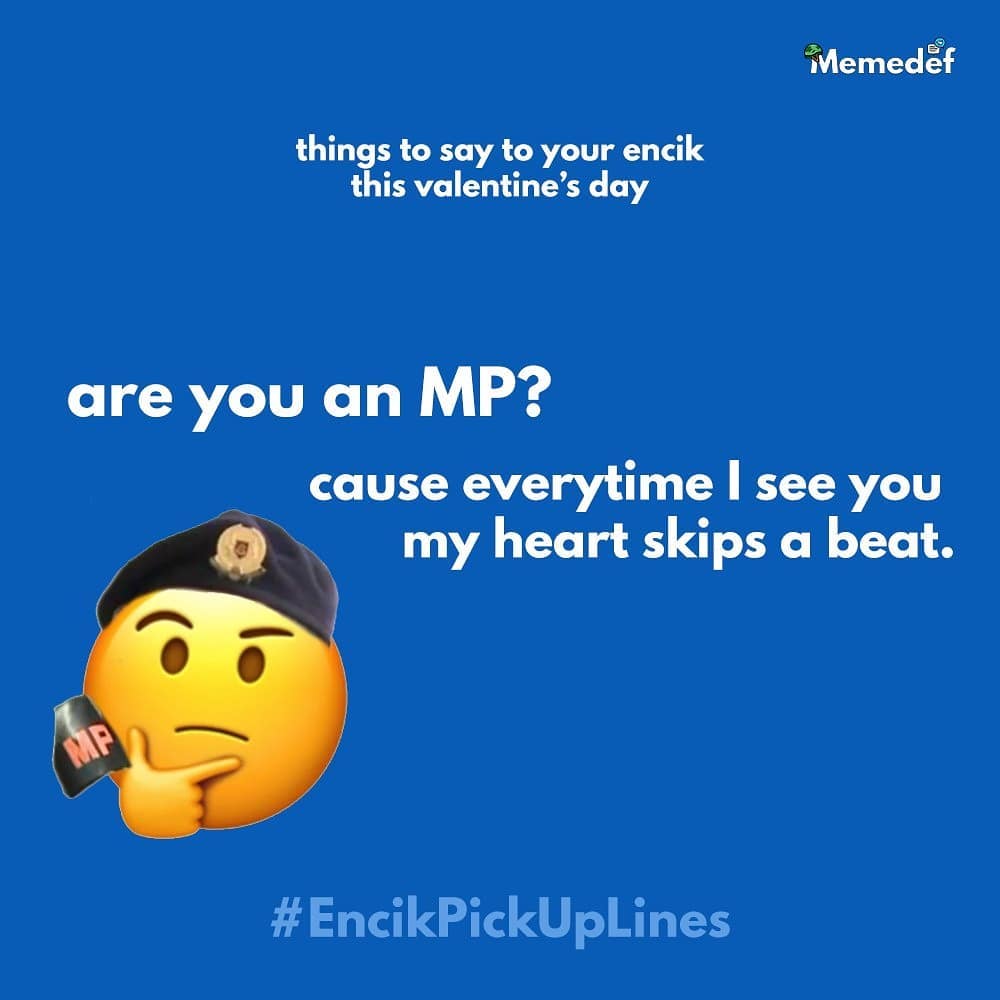 Memedef
things to say to your encik
this valentine's day
are you an MP?
cause everytime I see you
my heart skips a beat.
MP
#EncikPickUpLines